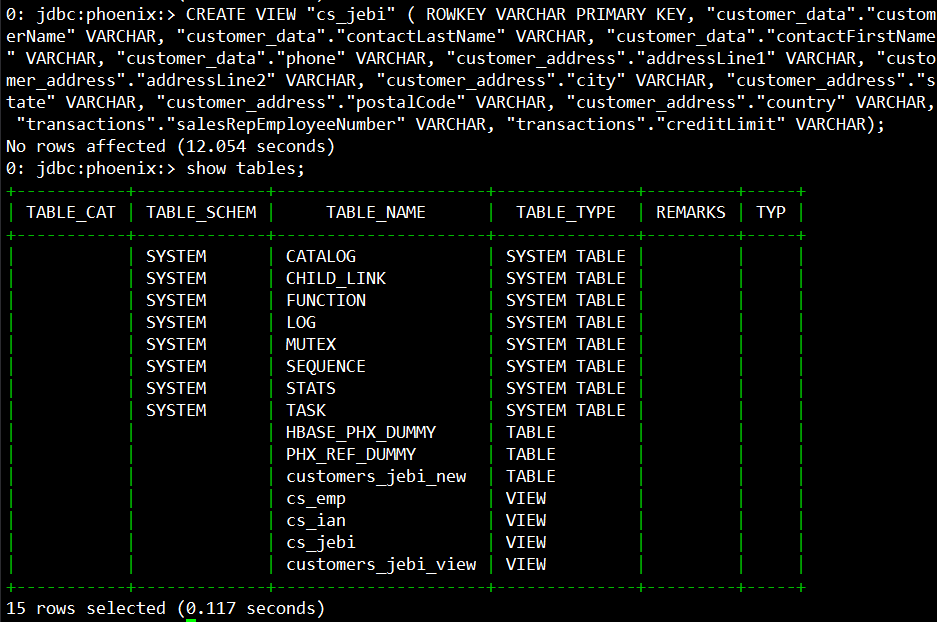 0: jdbc:phoenix:> CREATE VIEW "cs_jebi" ( ROWKEY VARCHAR PRIMARY KEY, "customer_data"."custom
erName" VARCHAR, "customer_data"."contactLastName" VARCHAR, "customer_data"."contactFirstName
" VARCHAR, "customer_data"."phone" VARCHAR, "customer_address"."addressLine1" VARCHAR, "custo
mer_address"."addressLine2" VARCHAR, "customer_address"."city" VARCHAR, "customer_address"."s
tate" VARCHAR, "customer_address"."postalCode" VARCHAR, "customer_address"."country" VARCHAR,
"transactions"."salesRepEmployeeNumber" VARCHAR, "transactions"."creditLimit" VARCHAR);
No rows affected (12.054 seconds)
0: jdbc:phoenix:> show tables;
| TABLE_CAT | TABLE_SCHEM | TABLE_NAME | TABLE_TYPE | REMARKS | TYP |
| | SYSTEM | CATALOG | SYSTEM TABLE | | |
| | SYSTEM | CHILD_LINK | SYSTEM TABLE | | |
| | SYSTEM | FUNCTION | SYSTEM TABLE | | |
| | SYSTEM | LOG | SYSTEM TABLE | | |
| | SYSTEM | MUTEX | SYSTEM TABLE | | |
| | SYSTEM | SEQUENCE | SYSTEM TABLE | | |
| | SYSTEM | STATS | SYSTEM TABLE | | |
| | SYSTEM | TASK | SYSTEM TABLE | | |
| | | HBASE_PHX_DUMMY | TABLE | | |
| | | PHX_REF_DUMMY | TABLE | | |
| | | customers_jebi_new | TABLE | | |
| | | cs_emp | VIEW | | |
| | | cs_ian | VIEW | | |
| | | cs_jebi | VIEW | | |
| | | customers_jebi_view | VIEW | | |
15 rows selected (0.117 seconds)